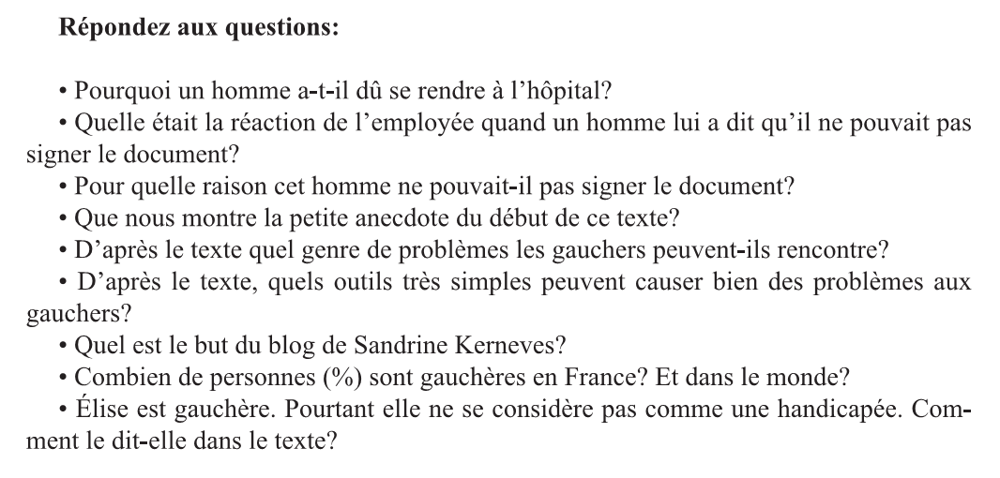 Répondez aux questions:
• Pourquoi un homme a-t-il dû se rendre à l’hôpital?
• Quelle était la réaction de l’employée quand un homme lui a dit qu’il ne pouvait pas
signer le document?
• Pour quelle raison cet homme ne pouvait-il pas signer le document?
• Que nous montre la petite anecdote du début de ce texte?
• D’après le texte quel genre de problèmes les gauchers peuvent-ils rencontre?
• D’après le texte, quels outils très simples peuvent causer bien des problèmes aux
gauchers?
• Quel est le but du blog de Sandrine Kerneves?
• Combien de personnes (%) sont gauchères en France? Et dans le monde?
• Élise est gauchère. Pourtant elle ne se considère pas comme une handicapée. Com-
ment le dit-elle dans le texte?